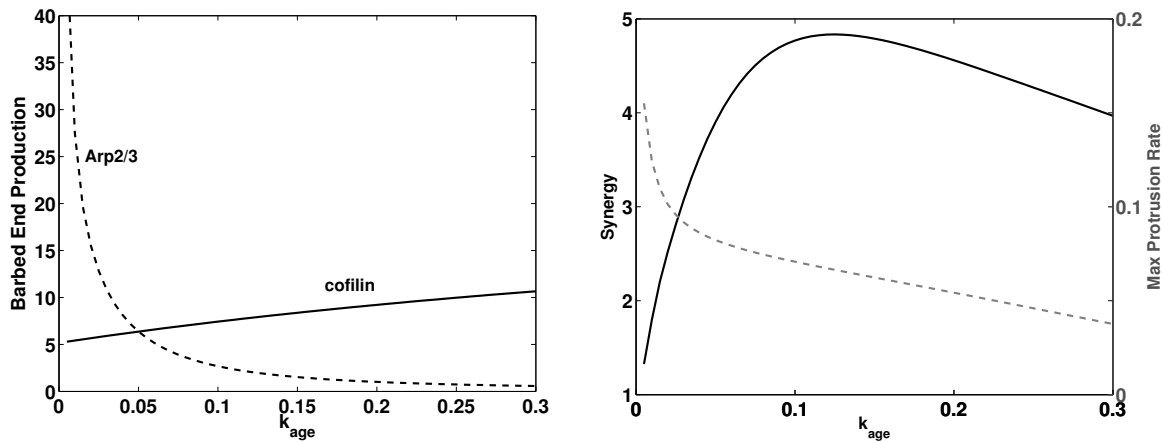 40
35
30
25
20
15
10
5
0
Barbed End Production
Arp2/3
cofilin
0 0.05 0.1 0.15 0.2 0.25 0.3
k_age
5
4
3
2
1
Synergy
0.2
0.1
0
Max Protrusion Rate
0 0.1 0.2 0.3
k_age